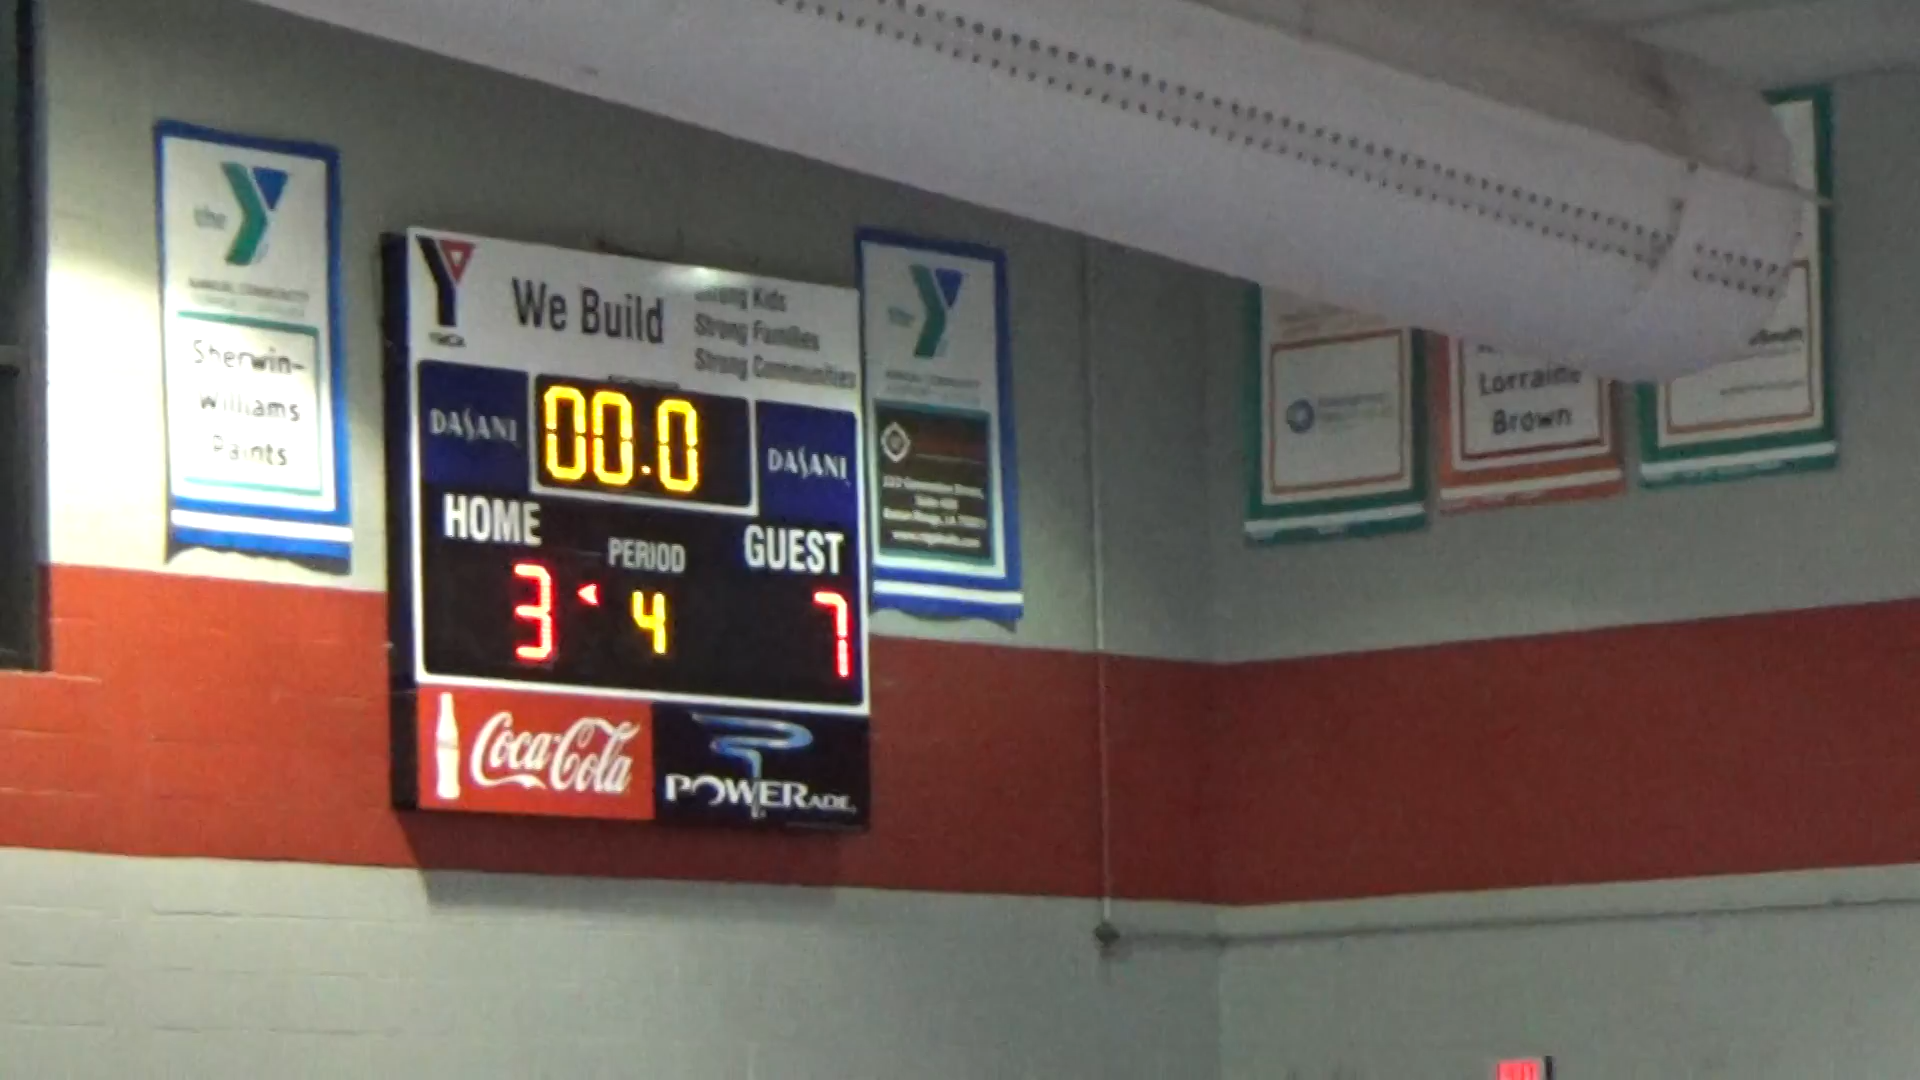 the
Sherwin-
Williams
Paints
YMCA
We Build
Strong Kids
Strong Families
Strong Communities
DASANI
00.0
DASANI
HOME
PERIOD
GUEST
3
4
7
Coca-Cola
POWERADE
the
Lorraine
Brown